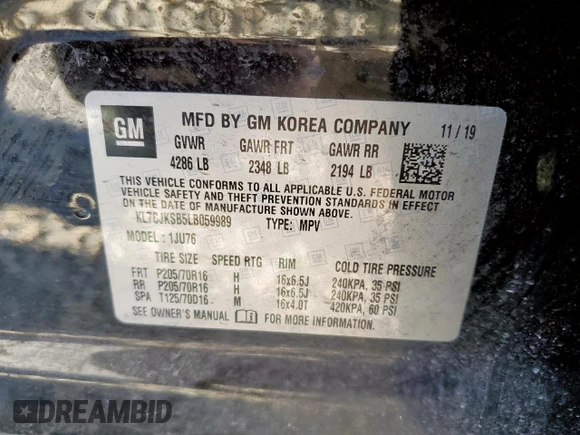 GM
MFD BY GM KOREA COMPANY 11 / 19
GVWR GAWR FRT GAWR RR
4286 LB 2348 LB 2194 LB
THIS VEHICLE CONFORMS TO ALL APPLICABLE U.S. FEDERAL MOTOR
VEHICLE SAFETY AND THEFT PREVENTION STANDARDS IN EFFECT
ON THE DATE OF MANUFACTURE SHOWN ABOVE.
KL7CJKSB5LB059989 TYPE: MPV
MODEL : 1JU76
TIRE SIZE SPEED RTG RIM COLD TIRE PRESSURE
FRT P205/70R16 H 16x6.5J 240KPA, 35 PSI
RR P205/70R16 H 16x6.5J 240KPA, 35 PSI
SPA T125/70D16 M 16x4.0T 420KPA, 60 PSI
SEE OWNER'S MANUAL FOR MORE INFORMATION.
DREAMBID